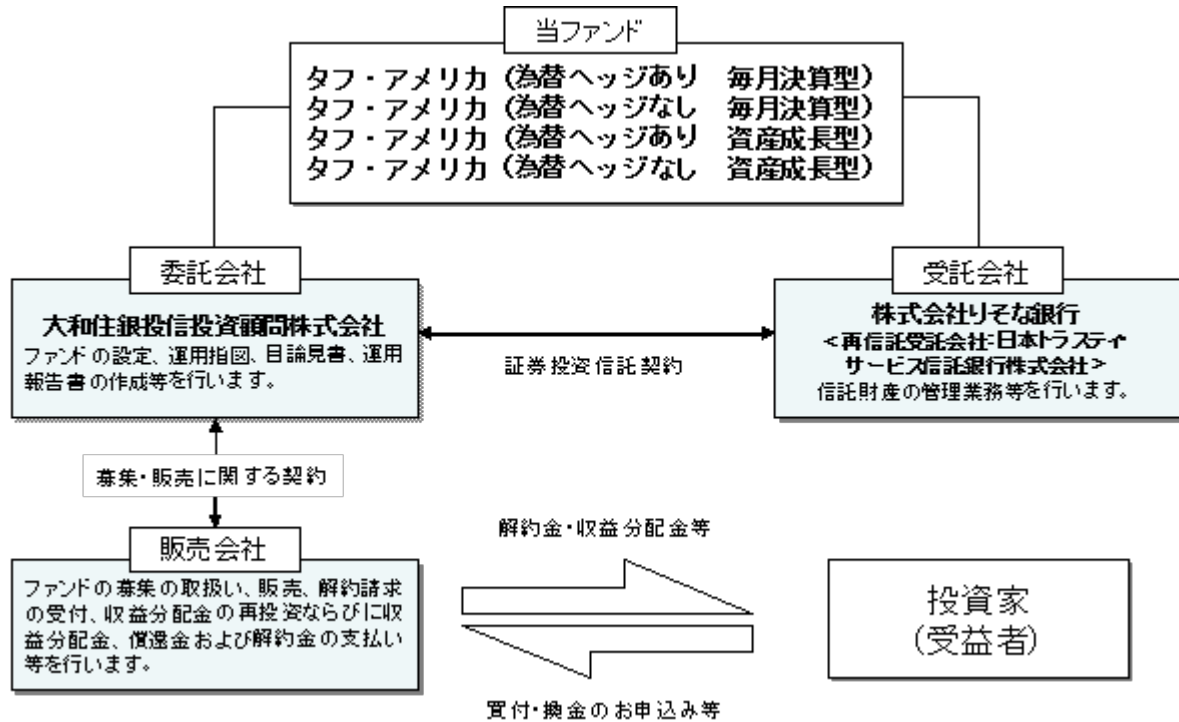 当ファンド
タフ・アメリカ（為替ヘッジあり　毎月決算型）
タフ・アメリカ（為替ヘッジなし　毎月決算型）
タフ・アメリカ（為替ヘッジあり　資産成長型）
タフ・アメリカ（為替ヘッジなし　資産成長型）
委託会社
大和住銀投信投資顧問株式会社
ファンドの設定、運用指図、目論見書、運用
報告書の作成等を行います。
証券投資信託契約
受託会社
株式会社りそな銀行
＜再信託受託会社:日本トラスティ
サービス信託銀行株式会社＞
信託財産の管理業務等を行います。
募集・販売に関する契約
販売会社
ファンドの募集の取扱い、販売、解約請求
の受付、収益分配金の再投資ならびに収
益分配金、償還金および解約金の支払い
等を行います。
解約金・収益分配金等
買付・換金のお申込み等
投資家
(受益者)